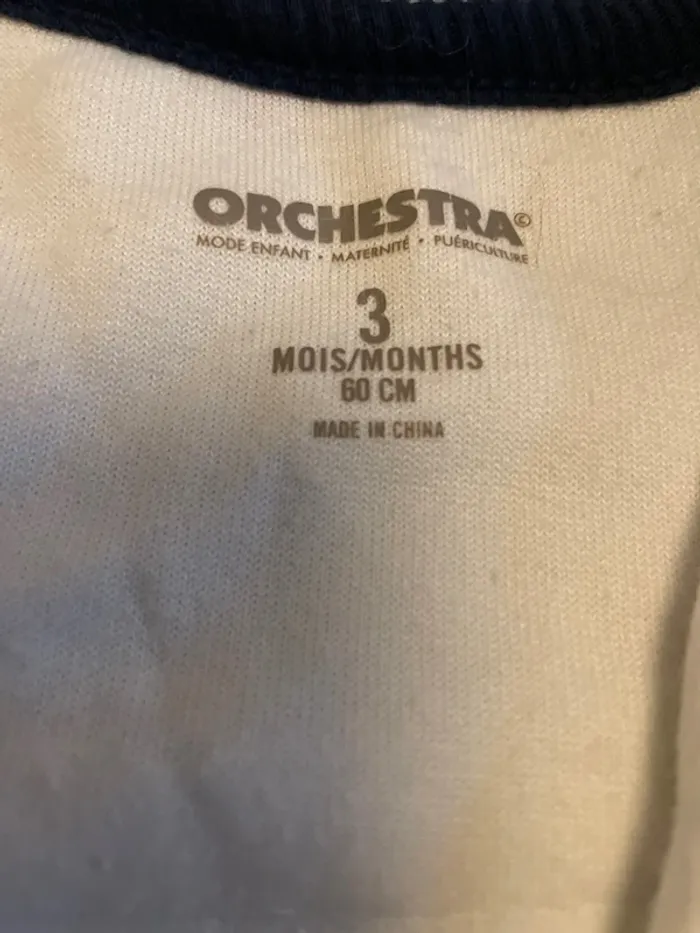 ORCHESTRA©
MODE ENFANT • MATERNITÉ • PUÉRICULTURE
3
MOIS/MONTHS
60 CM
MADE IN CHINA